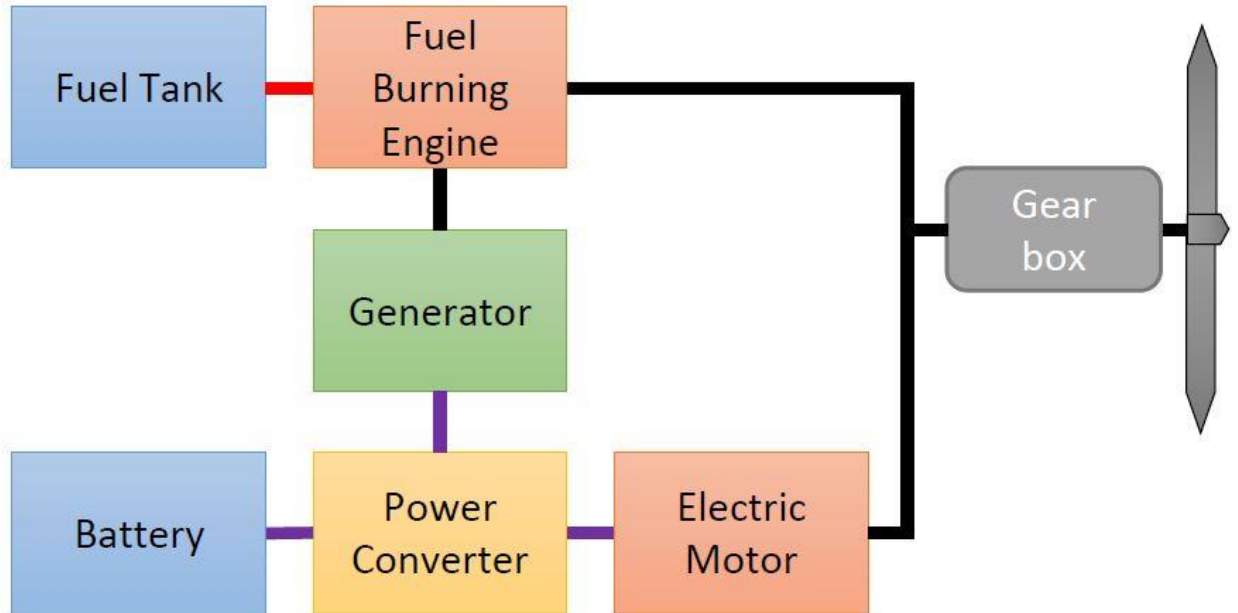 Fuel Tank
Fuel
Burning
Engine
Gear
box
Generator
Battery
Power
Converter
Electric
Motor